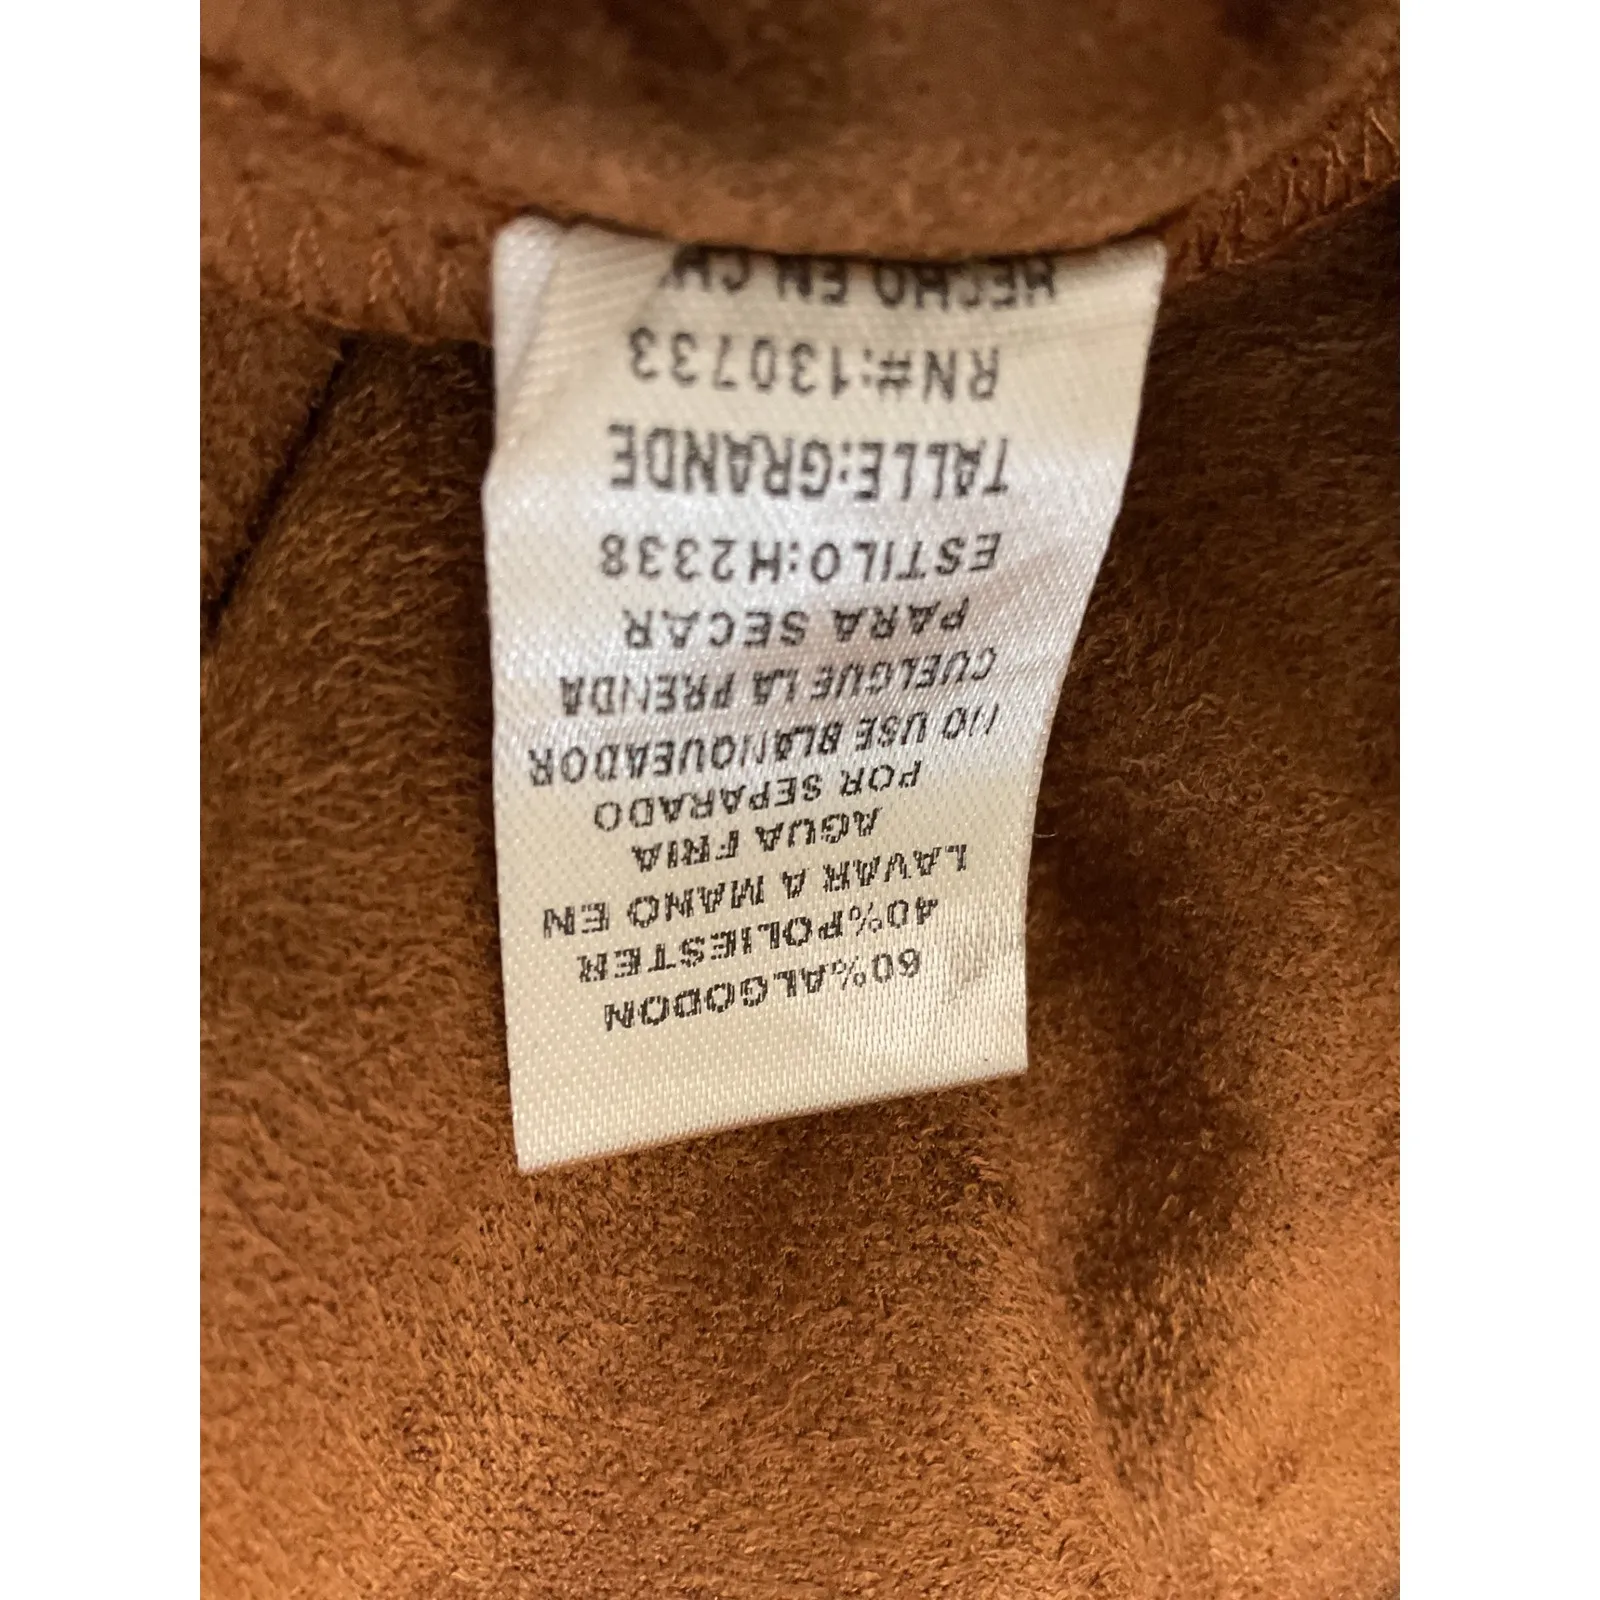 HECHO EN
RN#:130733
TALLE:GRANDE
ESTILO:H2338
PARA SECAR
CUELGUE LA PRENDA
NO USE BLANQUEADOR
POR SEPARADO
AGUA FRIA
LAVAR A MANO EN
40%POLIESTER
60%ALGODON